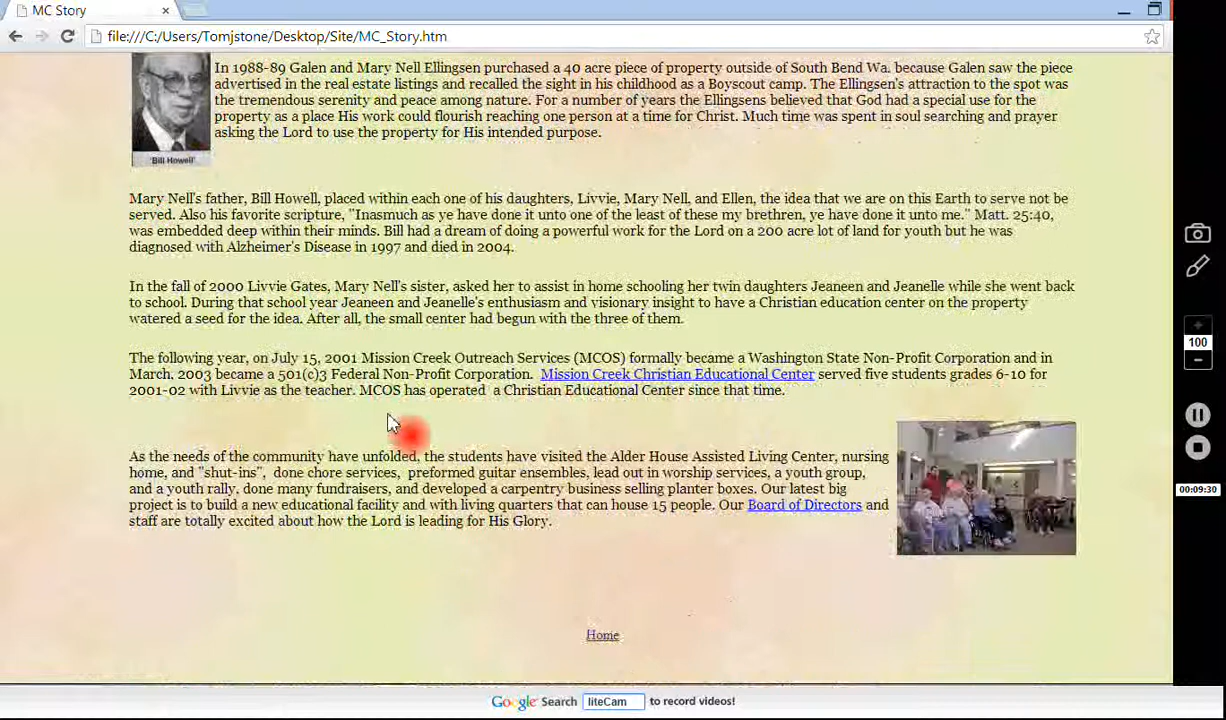 MC Story
file:///C:/Users/Tomjstone/Desktop/Site/MC_Story.htm
In 1988-89 Galen and Mary Nell Ellingsen purchased a 40 acre piece of property outside of South Bend Wa. because Galen saw the piece
advertised in the real estate listings and recalled the sight in his childhood as a Boyscout camp. The Ellingsen's attraction to the spot was
the tremendous serenity and peace among nature. For a number of years the Ellingsens believed that God had a special use for the
property as a place His work could flourish reaching one person at a time for Christ. Much time was spent in soul searching and prayer
asking the Lord to use the property for His intended purpose.
'Bill Howell'
Mary Nell's father, Bill Howell, placed within each one of his daughters, Livvie, Mary Nell, and Ellen, the idea that we are on this Earth to serve not be
served. Also his favorite scripture, "Inasmuch as ye have done it unto one of the least of these my brethren, ye have done it unto me." Matt. 25:40,
was embedded deep within their minds. Bill had a dream of doing a powerful work for the Lord on a 200 acre lot of land for youth but he was
diagnosed with Alzheimer's Disease in 1997 and died in 2004.
In the fall of 2000 Livvie Gates, Mary Nell's sister, asked her to assist in home schooling her twin daughters Jeaneen and Jeanelle while she went back
to school. During that school year Jeaneen and Jeanelle's enthusiasm and visionary insight to have a Christian education center on the property
watered a seed for the idea. After all, the small center had begun with the three of them.
The following year, on July 15, 2001 Mission Creek Outreach Services (MCOS) formally became a Washington State Non-Profit Corporation and in
March, 2003 became a 501(c)3 Federal Non-Profit Corporation. Mission Creek Christian Educational Center served five students grades 6-10 for
2001-02 with Livvie as the teacher. MCOS has operated a Christian Educational Center since that time.
As the needs of the community have unfolded, the students have visited the Alder House Assisted Living Center, nursing
home, and "shut-ins", done chore services, preformed guitar ensembles, lead out in worship services, a youth group,
and a youth rally, done many fundraisers, and developed a carpentry business selling planter boxes. Our latest big
project is to build a new educational facility and with living quarters that can house 15 people. Our Board of Directors and
staff are totally excited about how the Lord is leading for His Glory.
Home
100
00:09:30
Google Search liteCam to record videos!